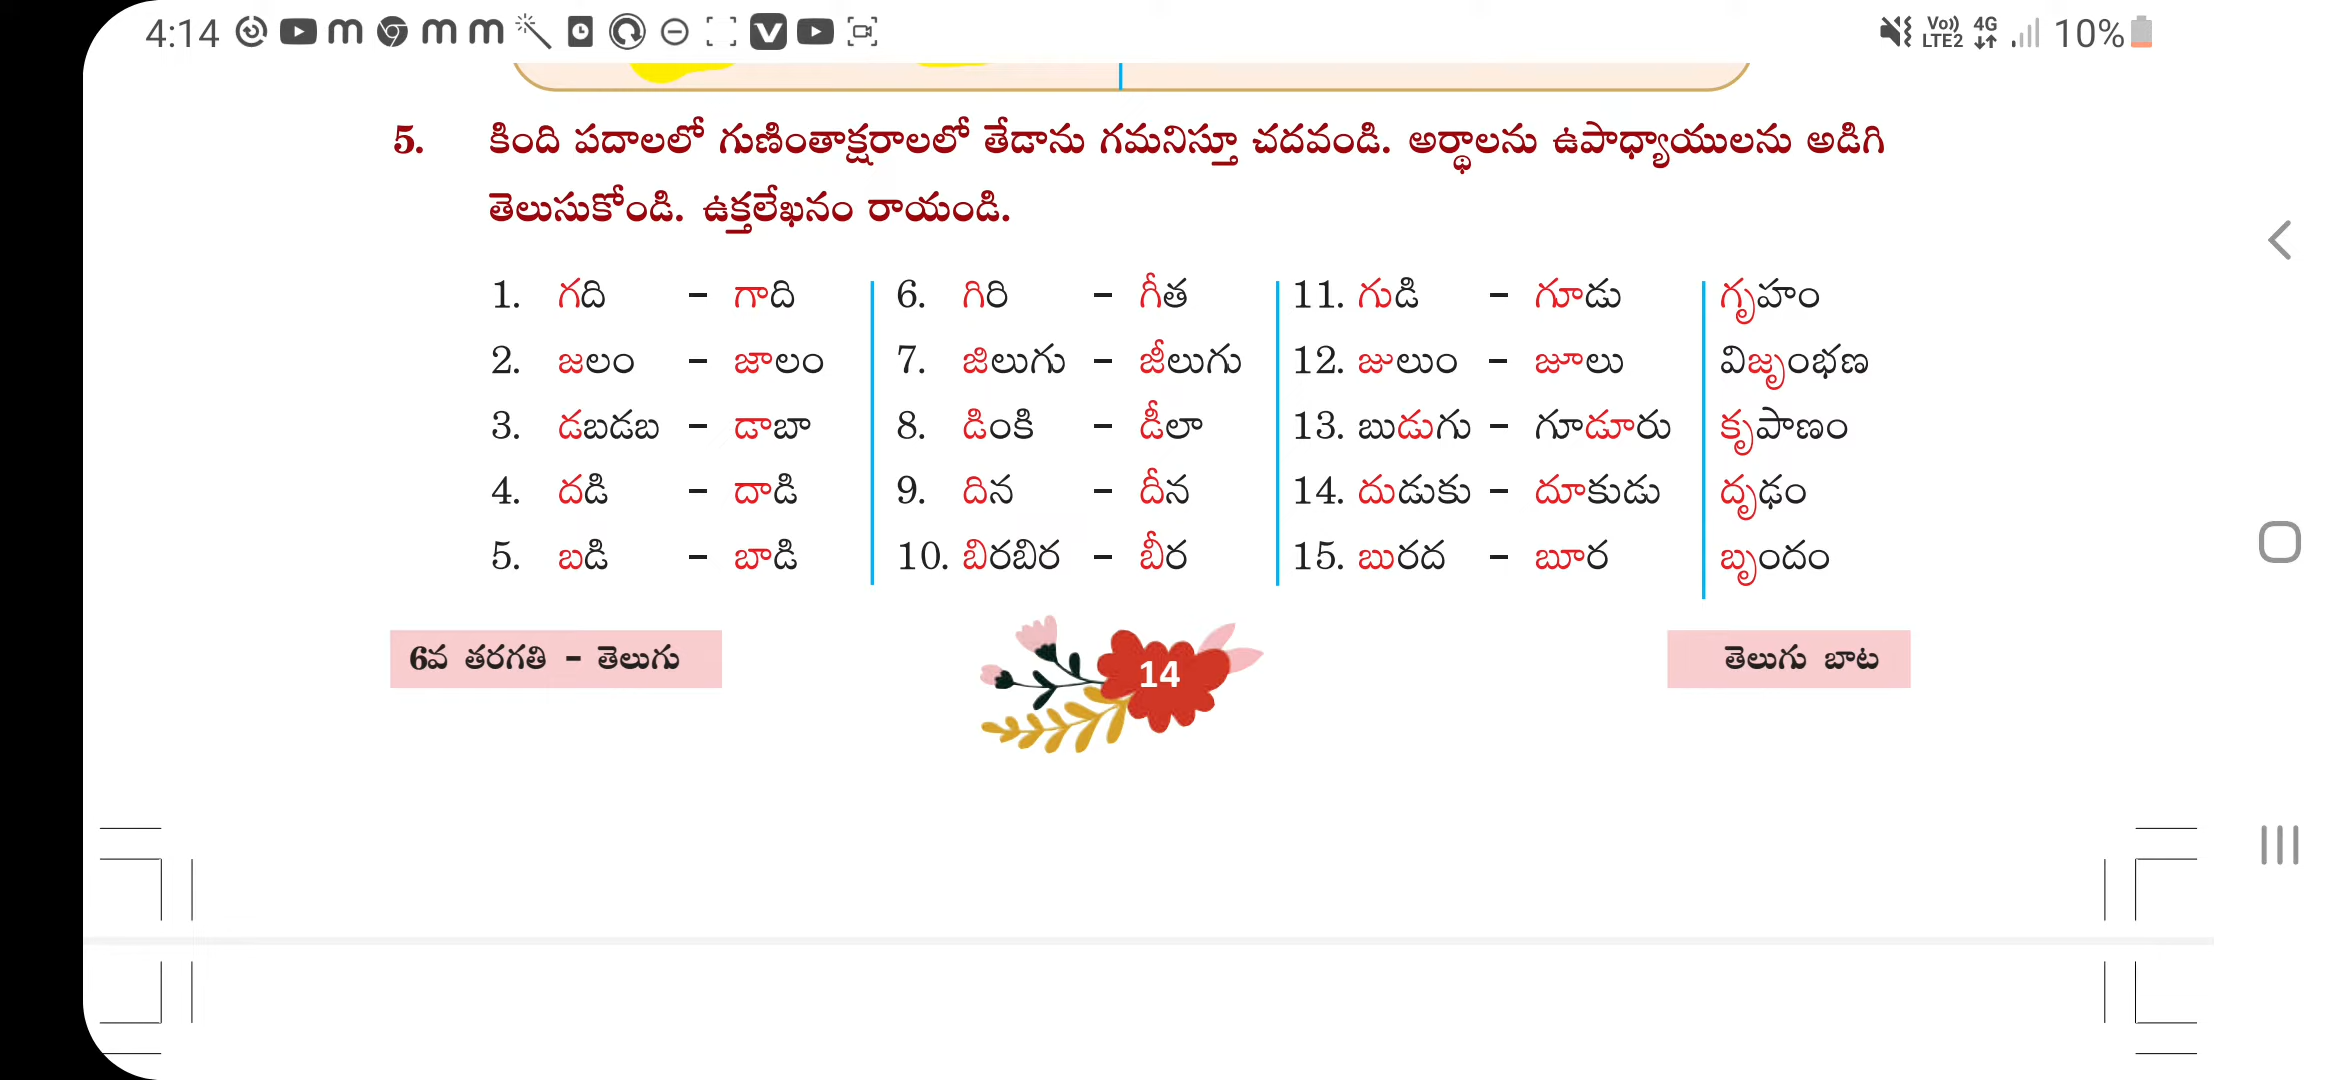 4:14
Vo)) LTE2 4G 10%
5. కింది పదాలలో గుణింతాక్షరాలలో తేడాను గమనిస్తూ చదవండి. అర్థాలను ఉపాధ్యాయులను అడిగి
తెలుసుకోండి. ఉక్తలేఖనం రాయండి.
1. గది - గాది 6. గిరి - గీత 11. గుడి - గూడు గృహం
2. జలం - జాలం 7. జిలుగు - జీలుగు 12. జులుం - జూలు విజృంభణ
3. డబడబ - డాబా 8. డింకి - డీలా 13. బుడుగు - గూడూరు కృపాణం
4. దడి - దాడి 9. దిన - దీన 14. దుడుకు - దూకుడు దృఢం
5. బడి - బాడి 10. బిరబిర - బీర 15. బురద - బూర బృందం
6వ తరగతి - తెలుగు 14 తెలుగు బాట